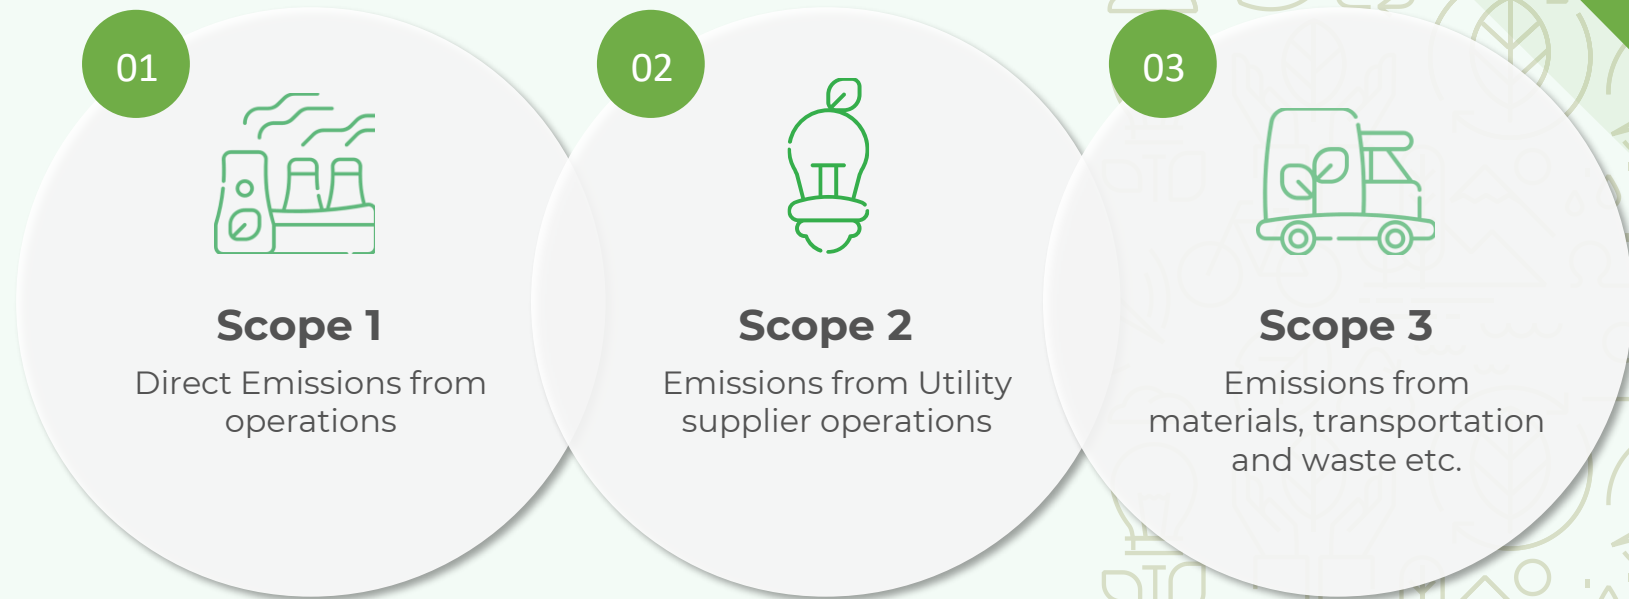 01
Scope 1
Direct Emissions from
operations
02
Scope 2
Emissions from Utility
supplier operations
03
Scope 3
Emissions from
materials, transportation
and waste etc.